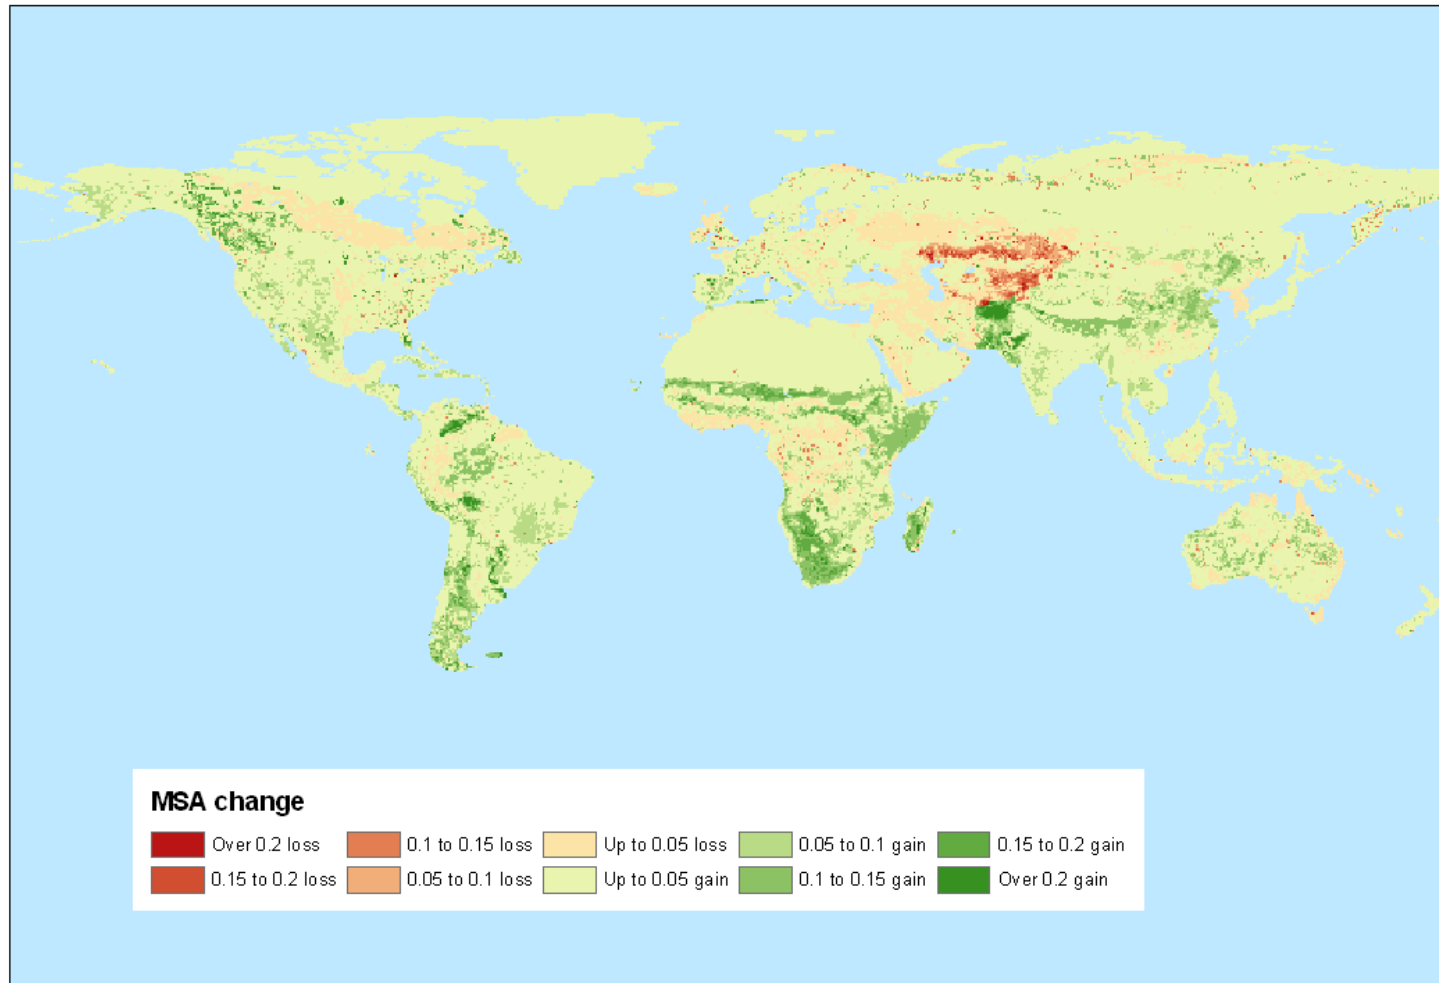 MSA change
Over 0.2 loss
0.1 to 0.15 loss
Up to 0.05 loss
0.05 to 0.1 gain
0.15 to 0.2 gain
0.15 to 0.2 loss
0.05 to 0.1 loss
Up to 0.05 gain
0.1 to 0.15 gain
Over 0.2 gain